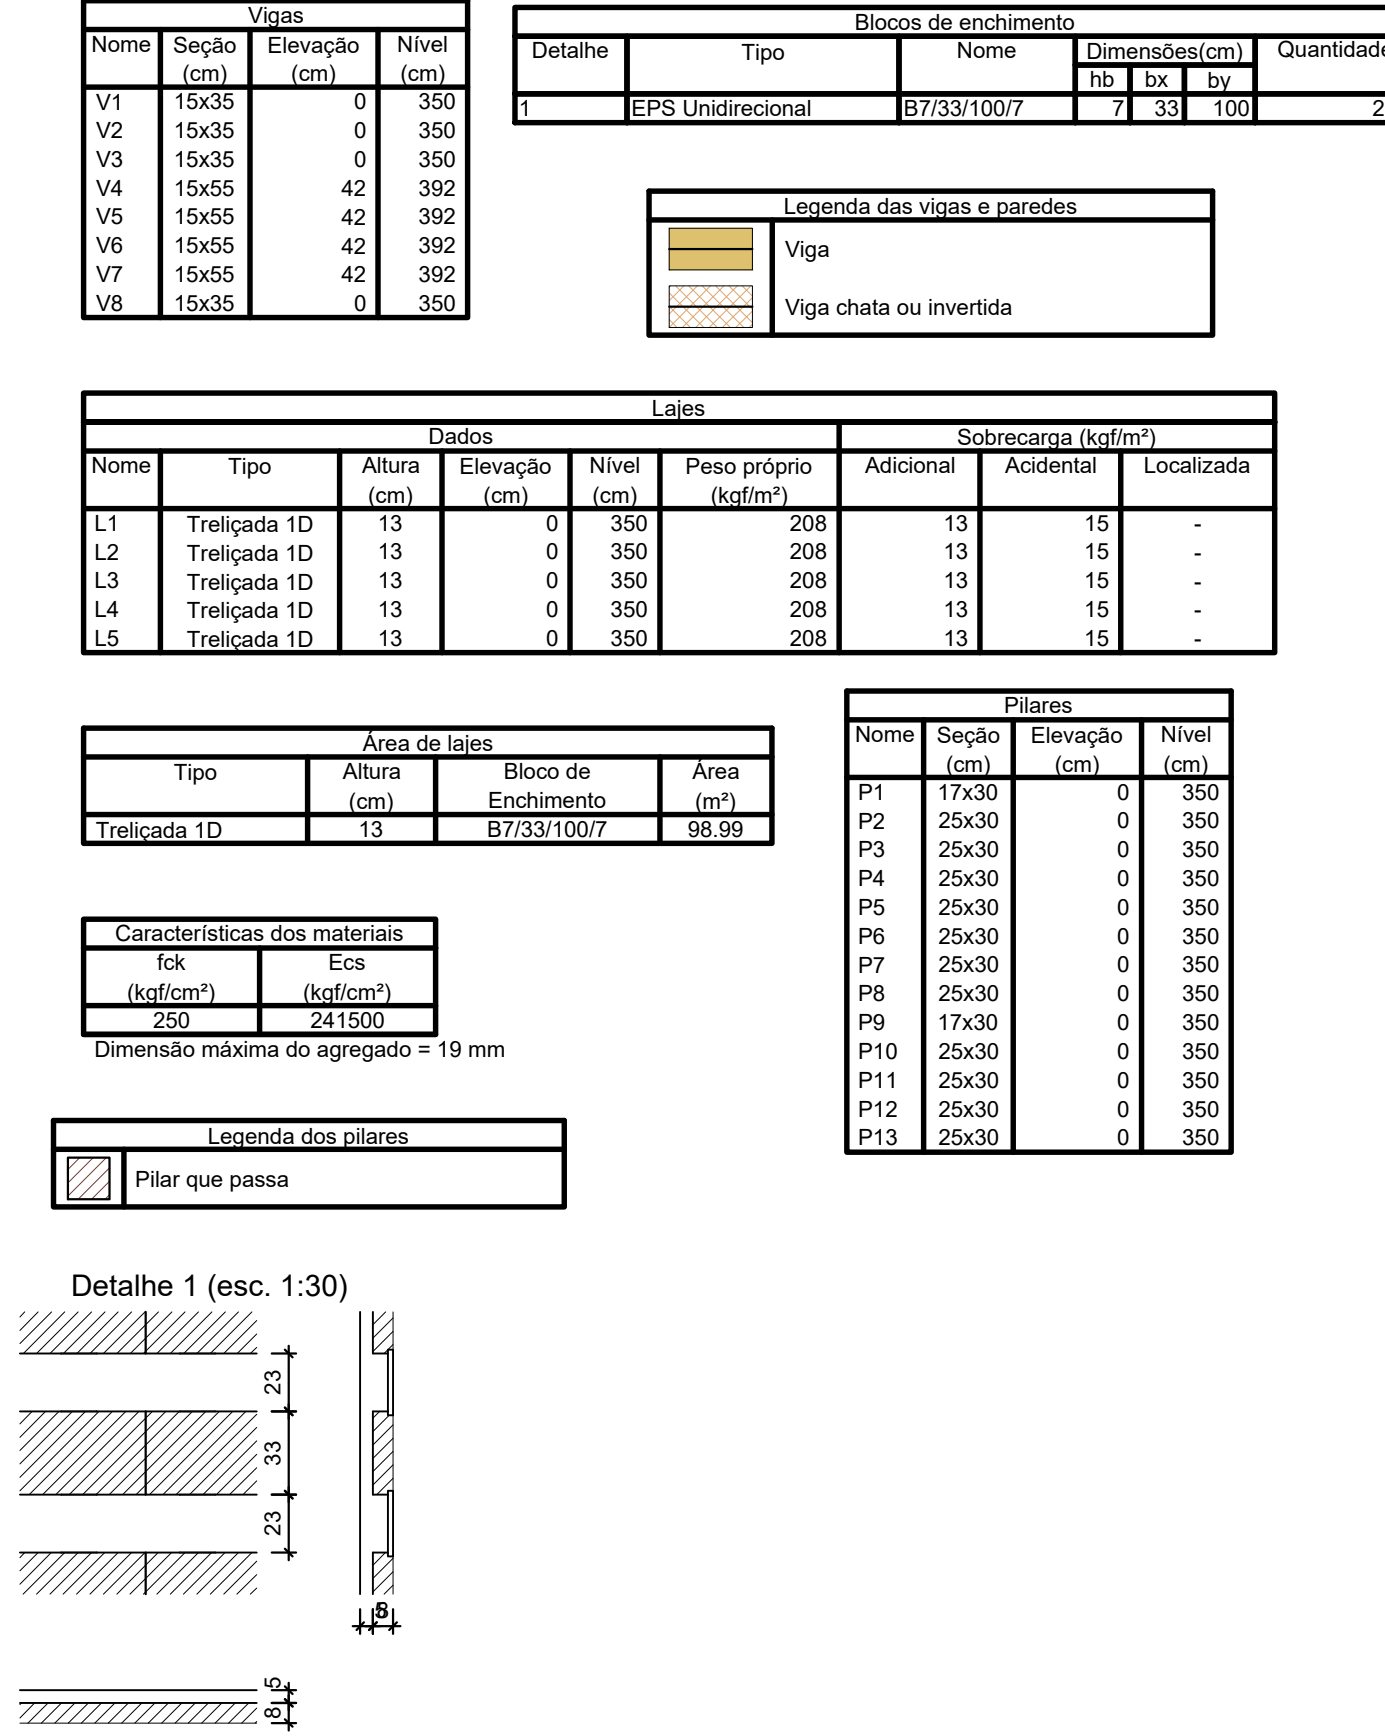 Vigas
Nome Seção Elevação Nível
(cm) (cm) (cm)
V1 15x35 0 350
V2 15x35 0 350
V3 15x35 0 350
V4 15x55 42 392
V5 15x55 42 392
V6 15x55 42 392
V7 15x55 42 392
V8 15x35 0 350
Blocos de enchimento
Detalhe Tipo Nome Dimensões(cm) Quantidade
hb bx by
1 EPS Unidirecional B7/33/100/7 7 33 100 2
Legenda das vigas e paredes
Viga
Viga chata ou invertida
Lajes
Dados Sobrecarga (kgf/m²)
Nome Tipo Altura Elevação Nível Peso próprio Adicional Acidental Localizada
(cm) (cm) (cm) (kgf/m²)
L1 Treliçada 1D 13 0 350 208 13 15 -
L2 Treliçada 1D 13 0 350 208 13 15 -
L3 Treliçada 1D 13 0 350 208 13 15 -
L4 Treliçada 1D 13 0 350 208 13 15 -
L5 Treliçada 1D 13 0 350 208 13 15 -
Área de lajes
Tipo Altura Bloco de Área
(cm) Enchimento (m²)
Treliçada 1D 13 B7/33/100/7 98.99
Pilares
Nome Seção Elevação Nível
(cm) (cm) (cm)
P1 17x30 0 350
P2 25x30 0 350
P3 25x30 0 350
P4 25x30 0 350
P5 25x30 0 350
P6 25x30 0 350
P7 25x30 0 350
P8 25x30 0 350
P9 17x30 0 350
P10 25x30 0 350
P11 25x30 0 350
P12 25x30 0 350
P13 25x30 0 350
Características dos materiais
fck Ecs
(kgf/cm²) (kgf/cm²)
250 241500
Dimensão máxima do agregado = 19 mm
Legenda dos pilares
Pilar que passa
Detalhe 1 (esc. 1:30)
23
33
23
5
8